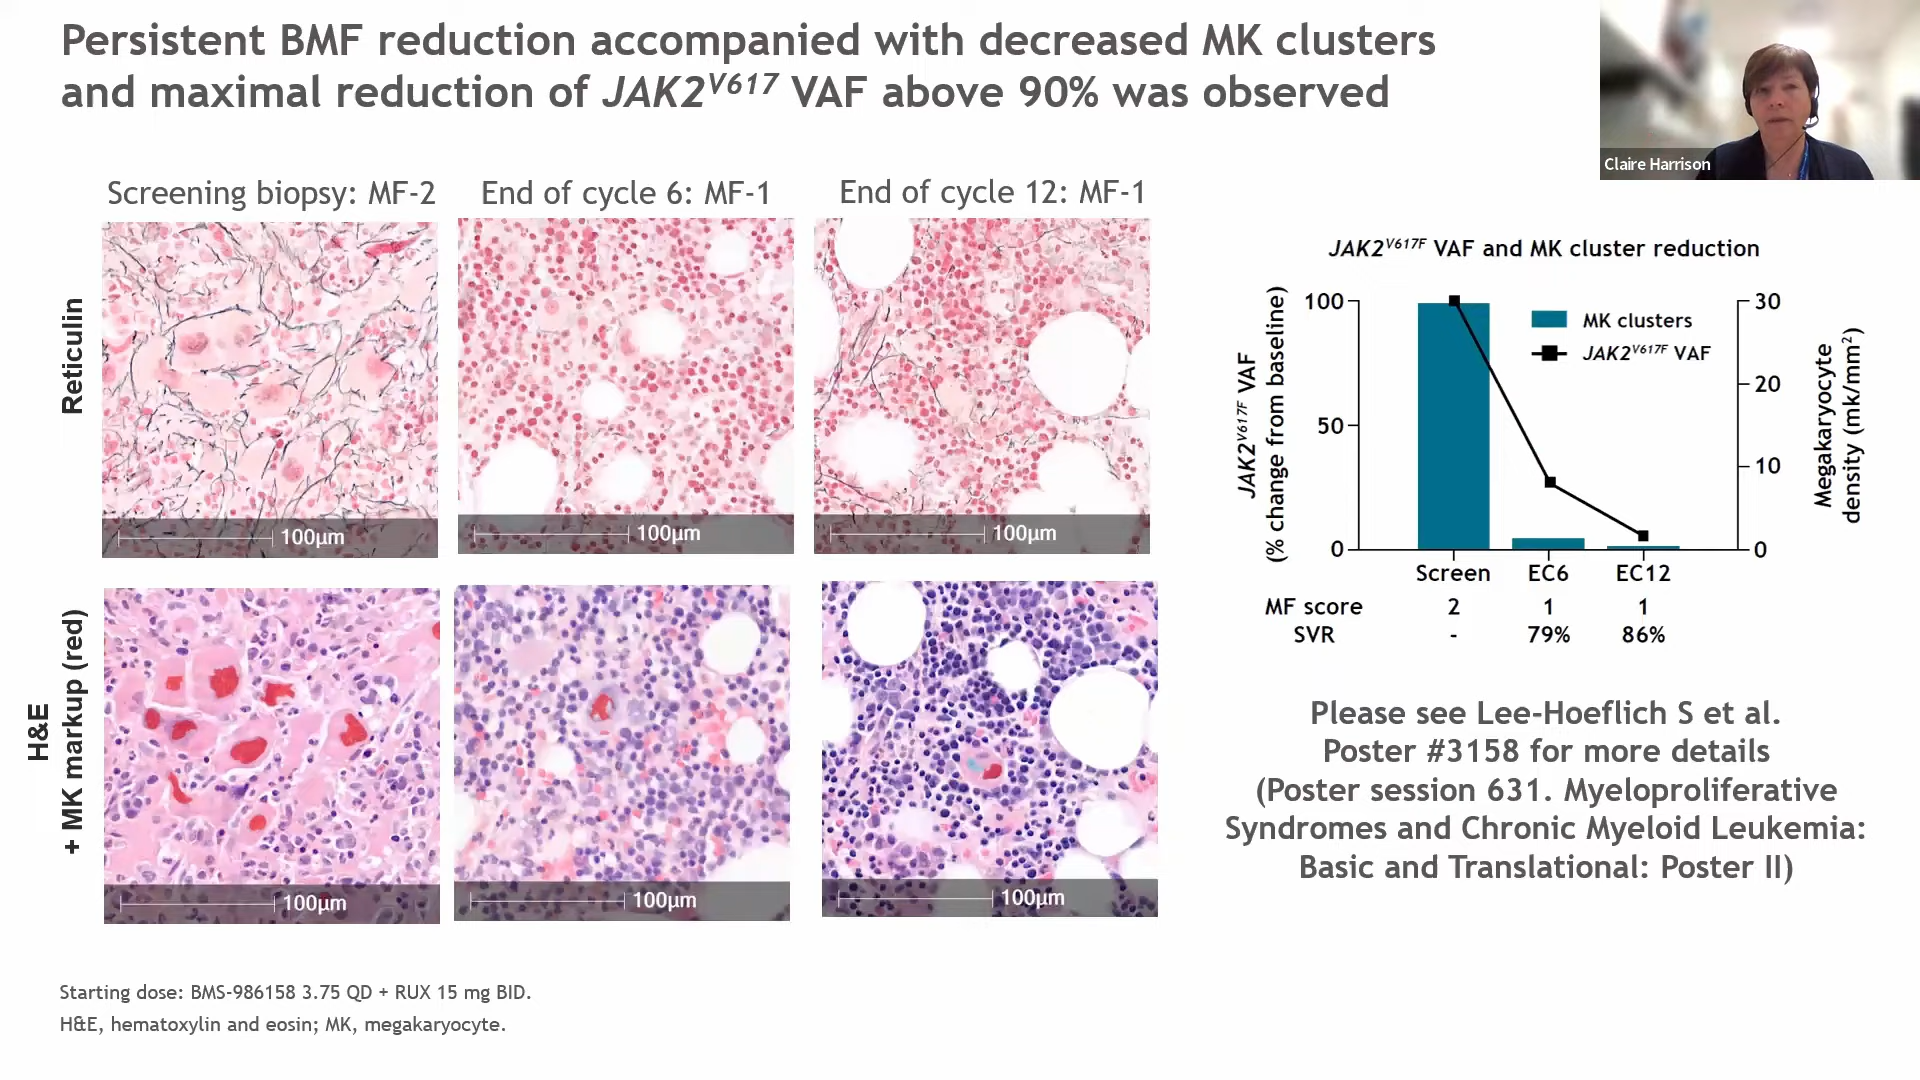 Persistent BMF reduction accompanied with decreased MK clusters
and maximal reduction of JAK2V617 VAF above 90% was observed
Claire Harrison
Screening biopsy: MF-2
End of cycle 6: MF-1
End of cycle 12: MF-1
Reticulin
100µm
100µm
100µm
H&E
+ MK markup (red)
100µm
100µm
100µm
JAK2V617F VAF and MK cluster reduction
JAK2V617F VAF
(% change from baseline)
100
50
0
MK clusters
JAK2V617F VAF
30
20
10
0
Megakaryocyte
density (mk/mm2)
Screen EC6 EC12
MF score 2 1 1
SVR - 79% 86%
Please see Lee-Hoeflich S et al.
Poster #3158 for more details
(Poster session 631. Myeloproliferative
Syndromes and Chronic Myeloid Leukemia:
Basic and Translational: Poster II)
Starting dose: BMS-986158 3.75 QD + RUX 15 mg BID.
H&E, hematoxylin and eosin; MK, megakaryocyte.